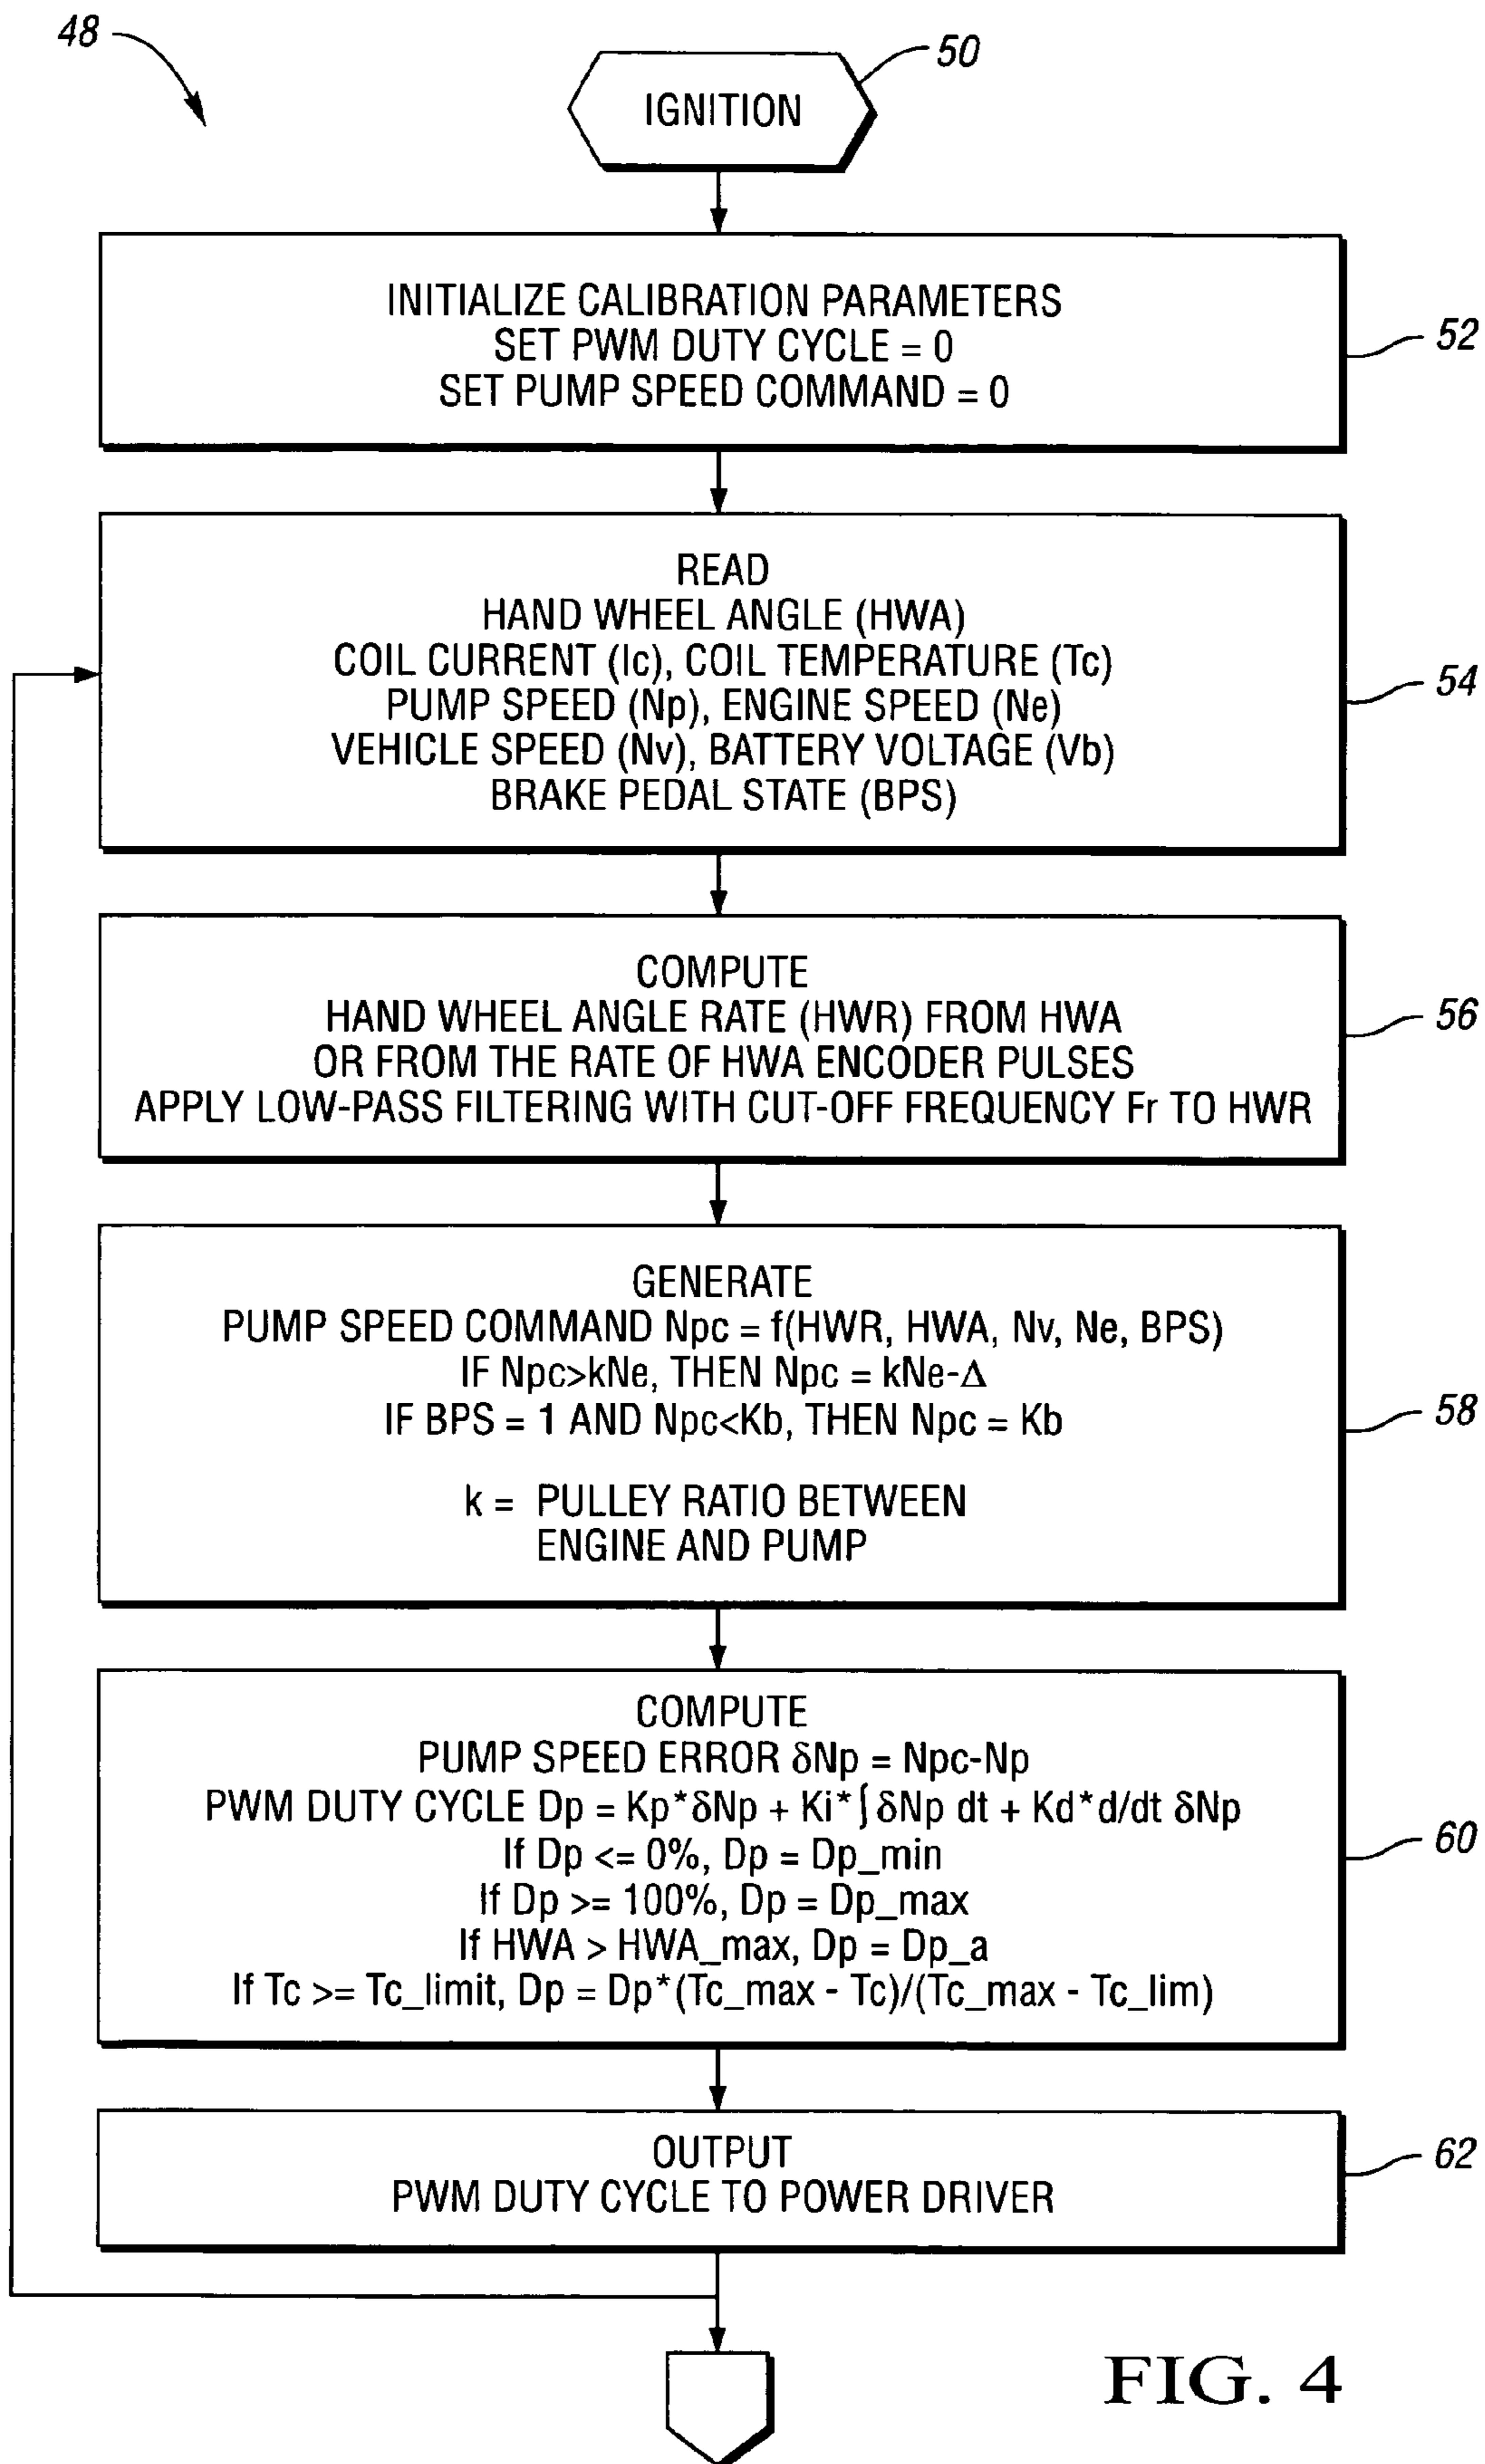 48
50
IGNITION
INITIALIZE CALIBRATION PARAMETERS
SET PWM DUTY CYCLE = 0
SET PUMP SPEED COMMAND = 0
52
READ
HAND WHEEL ANGLE (HWA)
COIL CURRENT (Ic), COIL TEMPERATURE (Tc)
PUMP SPEED (Np), ENGINE SPEED (Ne)
VEHICLE SPEED (Nv), BATTERY VOLTAGE (Vb)
BRAKE PEDAL STATE (BPS)
54
COMPUTE
HAND WHEEL ANGLE RATE (HWR) FROM HWA
OR FROM THE RATE OF HWA ENCODER PULSES
APPLY LOW-PASS FILTERING WITH CUT-OFF FREQUENCY Fr TO HWR
56
GENERATE
PUMP SPEED COMMAND Npc = f(HWR, HWA, Nv, Ne, BPS)
IF Npc>kNe, THEN Npc = kNe-Δ
IF BPS = 1 AND Npc<Kb, THEN Npc = Kb
k = PULLEY RATIO BETWEEN
ENGINE AND PUMP
58
COMPUTE
PUMP SPEED ERROR δNp = Npc-Np
PWM DUTY CYCLE Dp = Kp*δNp + Ki*∫δNp dt + Kd*d/dt δNp
If Dp <= 0%, Dp = Dp_min
If Dp >= 100%, Dp = Dp_max
If HWA > HWA_max, Dp = Dp_a
If Tc >= Tc_limit, Dp = Dp*(Tc_max - Tc)/(Tc_max - Tc_lim)
60
OUTPUT
PWM DUTY CYCLE TO POWER DRIVER
62
FIG. 4